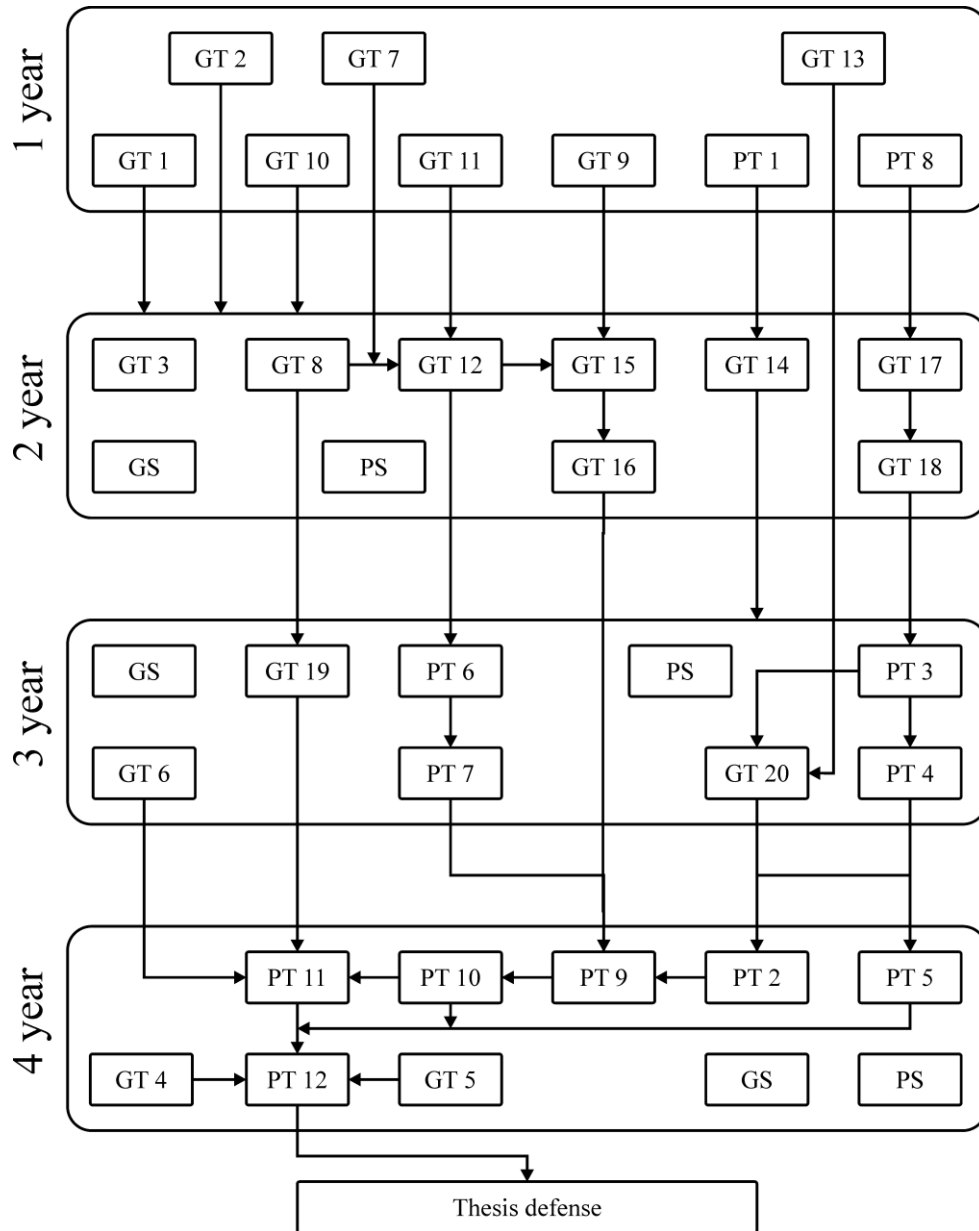 1 year
GT 2
GT 7
GT 13
GT 1
GT 10
GT 11
GT 9
PT 1
PT 8
2 year
GT 3
GT 8
GT 12
GT 15
GT 14
GT 17
GS
PS
GT 16
GT 18
3 year
GS
GT 19
PT 6
PS
PT 3
GT 6
PT 7
GT 20
PT 4
4 year
PT 11
PT 10
PT 9
PT 2
PT 5
GT 4
PT 12
GT 5
GS
PS
Thesis defense